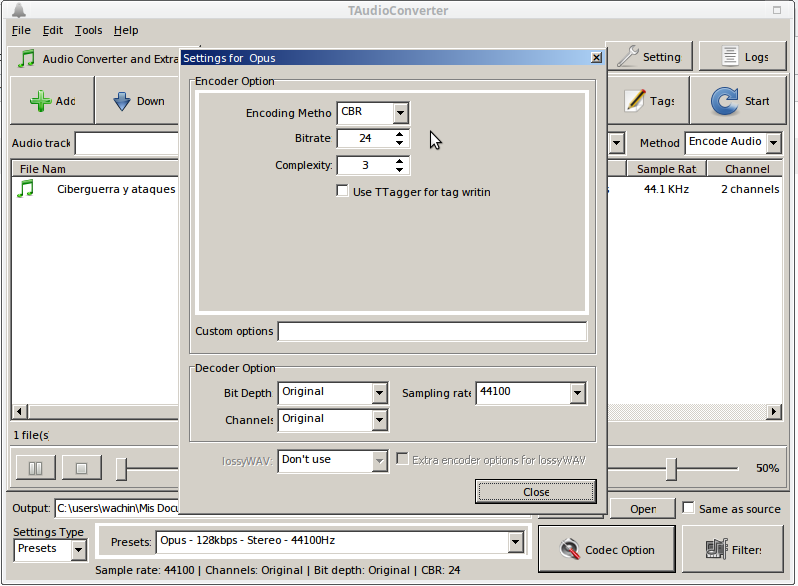 TAudioConverter
File Edit Tools Help
Audio Converter and Extra
Settings for Opus
Setting
Logs
Add
Down
Tags
Start
Audio track
Method
Encode Audio
File Nam
Sample Rat
Channel
Ciberguerra y ataques
44.1 KHz
2 channels
Encoder Option
Encoding Metho
CBR
Bitrate
24
Complexity:
3
Use TTagger for tag writin
Custom options
Decoder Option
Bit Depth
Original
Sampling rate
44100
Channels
Original
lossyWAV:
Don't use
Extra encoder options for lossyWAV
Close
1 file(s)
50%
Output:
C:\users\wachin\Mis Docu
Open
Same as source
Settings Type
Presets
Presets:
Opus - 128kbps - Stereo - 44100Hz
Codec Option
Filters
Sample rate: 44100 | Channels: Original | Bit depth: Original | CBR: 24